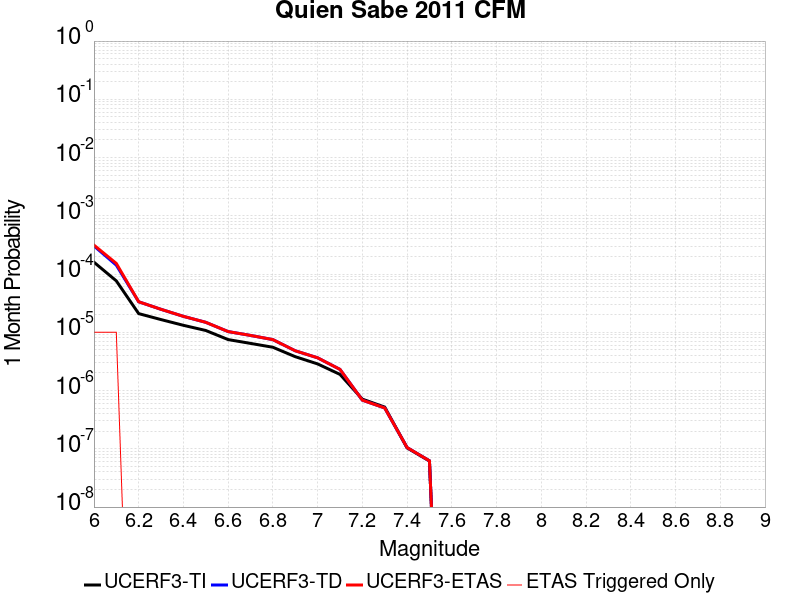 Quien Sabe 2011 CFM
10^0
10^-1
10^-2
10^-3
10^-4
10^-5
10^-6
10^-7
10^-8
1 Month Probability
6 6.2 6.4 6.6 6.8 7 7.2 7.4 7.6 7.8 8 8.2 8.4 8.6 8.8 9
Magnitude
UCERF3-TI UCERF3-TD UCERF3-ETAS ETAS Triggered Only